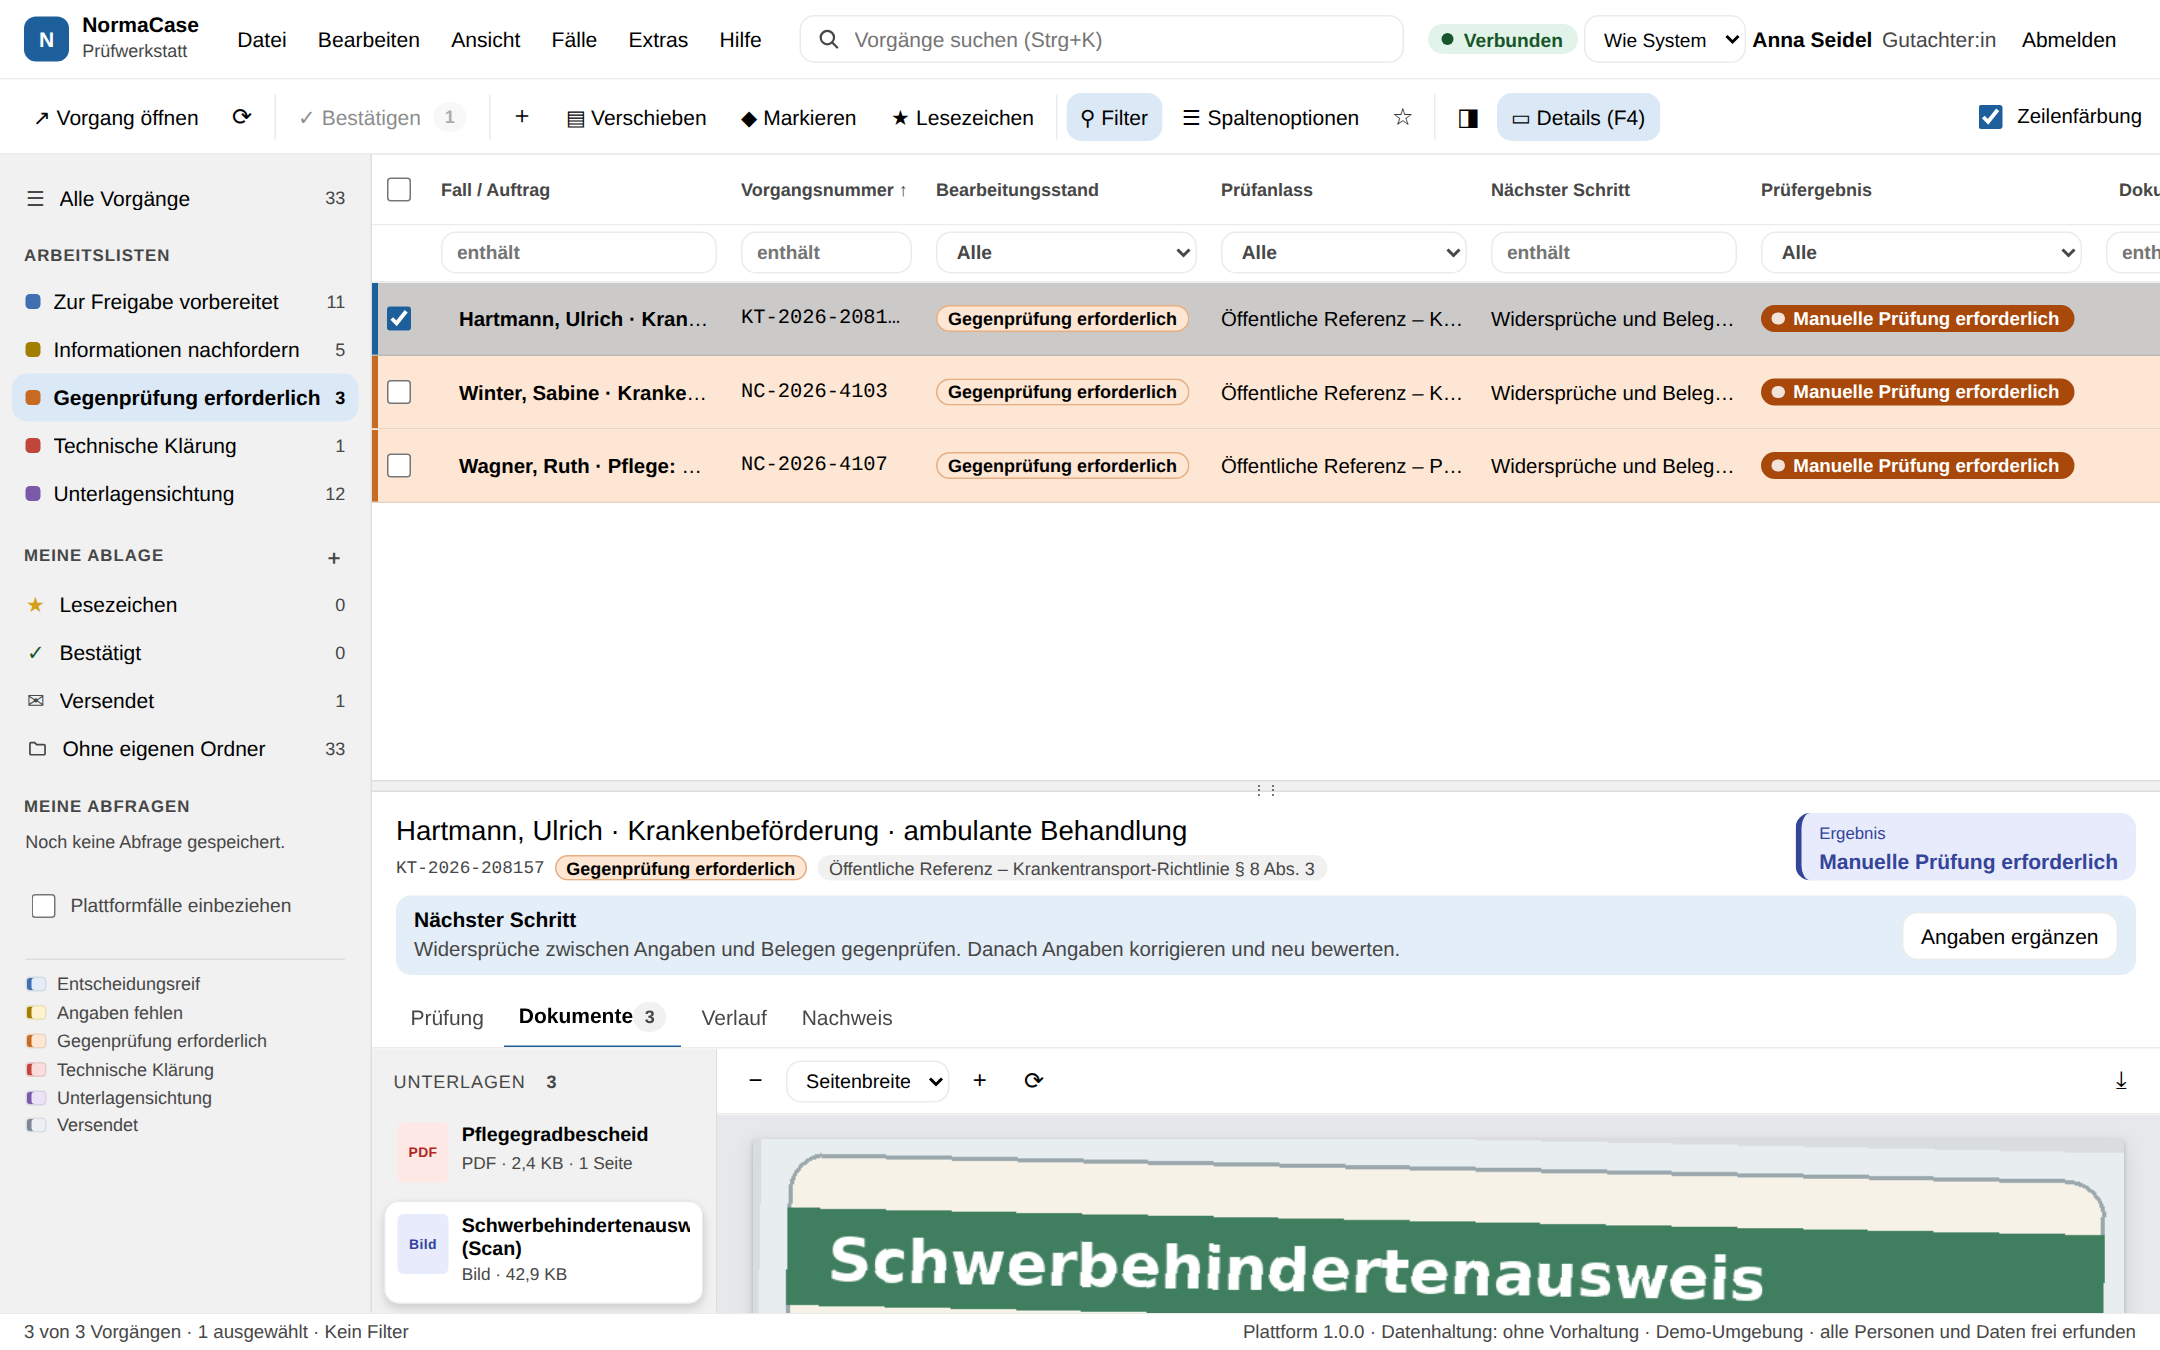 N NormaCase
Prüfwerkstatt
Datei Bearbeiten Ansicht Fälle Extras Hilfe
Vorgänge suchen (Strg+K)
Verbunden
Wie System
Anna Seidel Gutachter:in Abmelden
↗ Vorgang öffnen ⟳ ✓ Bestätigen 1 + ▤ Verschieben ◆ Markieren ★ Lesezeichen ⚲ Filter ☰ Spaltenoptionen ☆ ◨ ▭ Details (F4) Zeilenfärbung
☰ Alle Vorgänge 33
ARBEITSLISTEN
Zur Freigabe vorbereitet 11
Informationen nachfordern 5
Gegenprüfung erforderlich 3
Technische Klärung 1
Unterlagensichtung 12
MEINE ABLAGE +
★ Lesezeichen 0
✓ Bestätigt 0
✉ Versendet 1
Ohne eigenen Ordner 33
MEINE ABFRAGEN
Noch keine Abfrage gespeichert.
Plattformfälle einbeziehen
Entscheidungsreif
Angaben fehlen
Gegenprüfung erforderlich
Technische Klärung
Unterlagensichtung
Versendet
Fall / Auftrag Vorgangsnummer ↑ Bearbeitungsstand Prüfanlass Nächster Schritt Prüfergebnis Doku
enthält enthält Alle Alle enthält Alle enth
Hartmann, Ulrich · Kran… KT-2026-2081… Gegenprüfung erforderlich Öffentliche Referenz – K… Widersprüche und Beleg… Manuelle Prüfung erforderlich
Winter, Sabine · Kranke… NC-2026-4103 Gegenprüfung erforderlich Öffentliche Referenz – K… Widersprüche und Beleg… Manuelle Prüfung erforderlich
Wagner, Ruth · Pflege: … NC-2026-4107 Gegenprüfung erforderlich Öffentliche Referenz – P… Widersprüche und Beleg… Manuelle Prüfung erforderlich
Hartmann, Ulrich · Krankenbeförderung · ambulante Behandlung
KT-2026-208157 Gegenprüfung erforderlich Öffentliche Referenz – Krankentransport-Richtlinie § 8 Abs. 3
Ergebnis
Manuelle Prüfung erforderlich
Nächster Schritt
Widersprüche zwischen Angaben und Belegen gegenprüfen. Danach Angaben korrigieren und neu bewerten.
Angaben ergänzen
Prüfung Dokumente 3 Verlauf Nachweis
UNTERLAGEN 3
− Seitenbreite + ⟳ ⤓
PDF Pflegegradbescheid
PDF · 2,4 KB · 1 Seite
Bild Schwerbehindertenausw
(Scan)
Bild · 42,9 KB
Schwerbehindertenausweis
3 von 3 Vorgängen · 1 ausgewählt · Kein Filter
Plattform 1.0.0 · Datenhaltung: ohne Vorhaltung · Demo-Umgebung · alle Personen und Daten frei erfunden